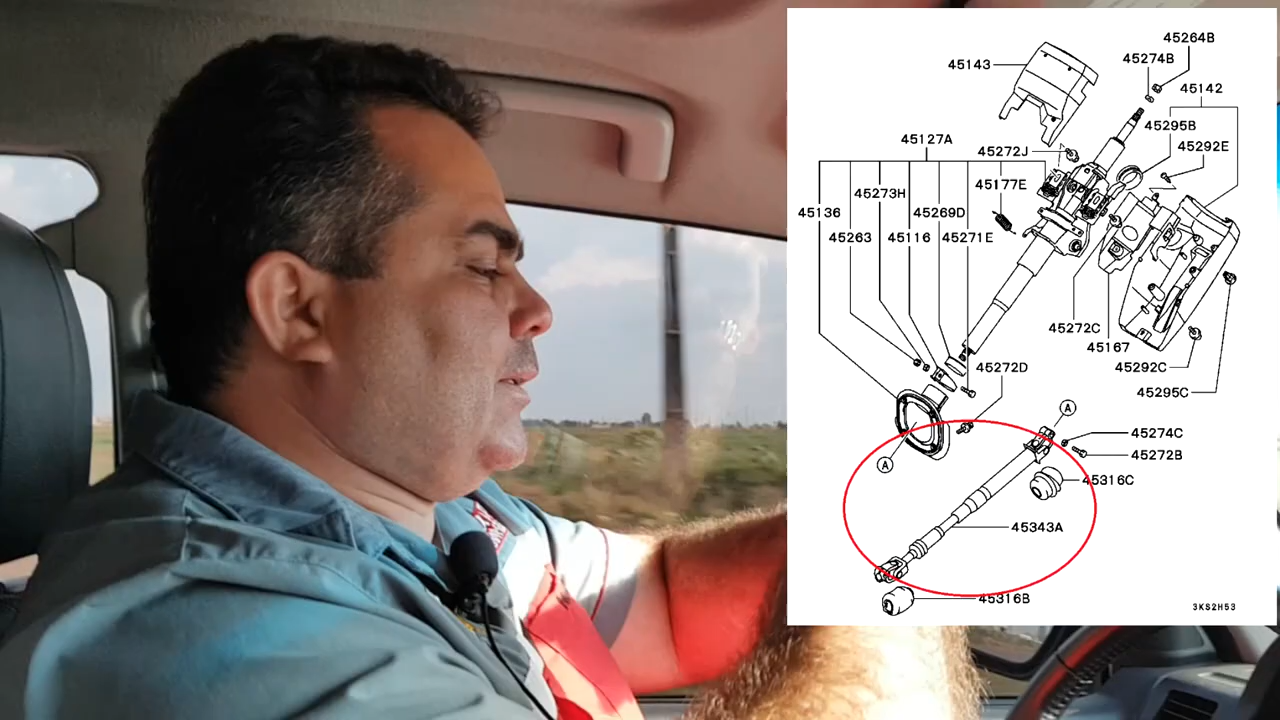 45264B
45274B
45143
45142
45295B
45127A
45272J
45292E
45177E
45273H
45136
45269D
45263
45116
45271E
45272C
45167
45292C
45272D
45295C
A
45274C
45272B
A
45316C
45343A
45316B
3KS2H53